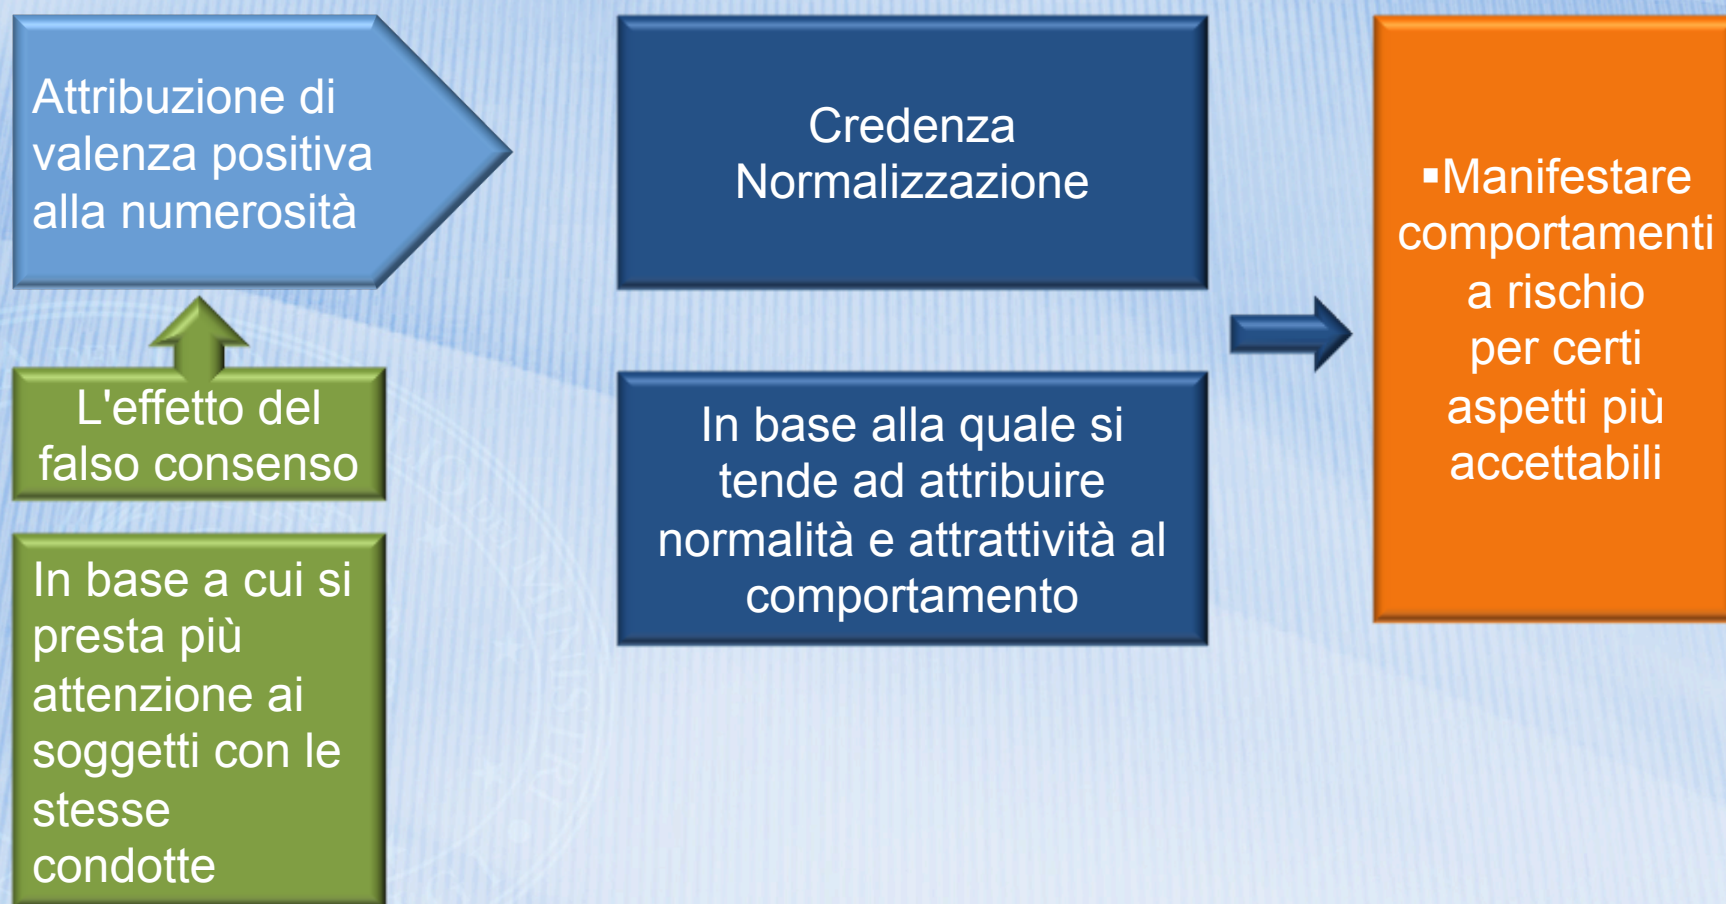 Attribuzione di
valenza positiva
alla numerosità
L'effetto del
falso consenso
In base a cui si
presta più
attenzione ai
soggetti con le
stesse
condotte
Credenza
Normalizzazione
In base alla quale si
tende ad attribuire
normalità e attrattività al
comportamento
▪Manifestare
comportamenti
a rischio
per certi
aspetti più
accettabili